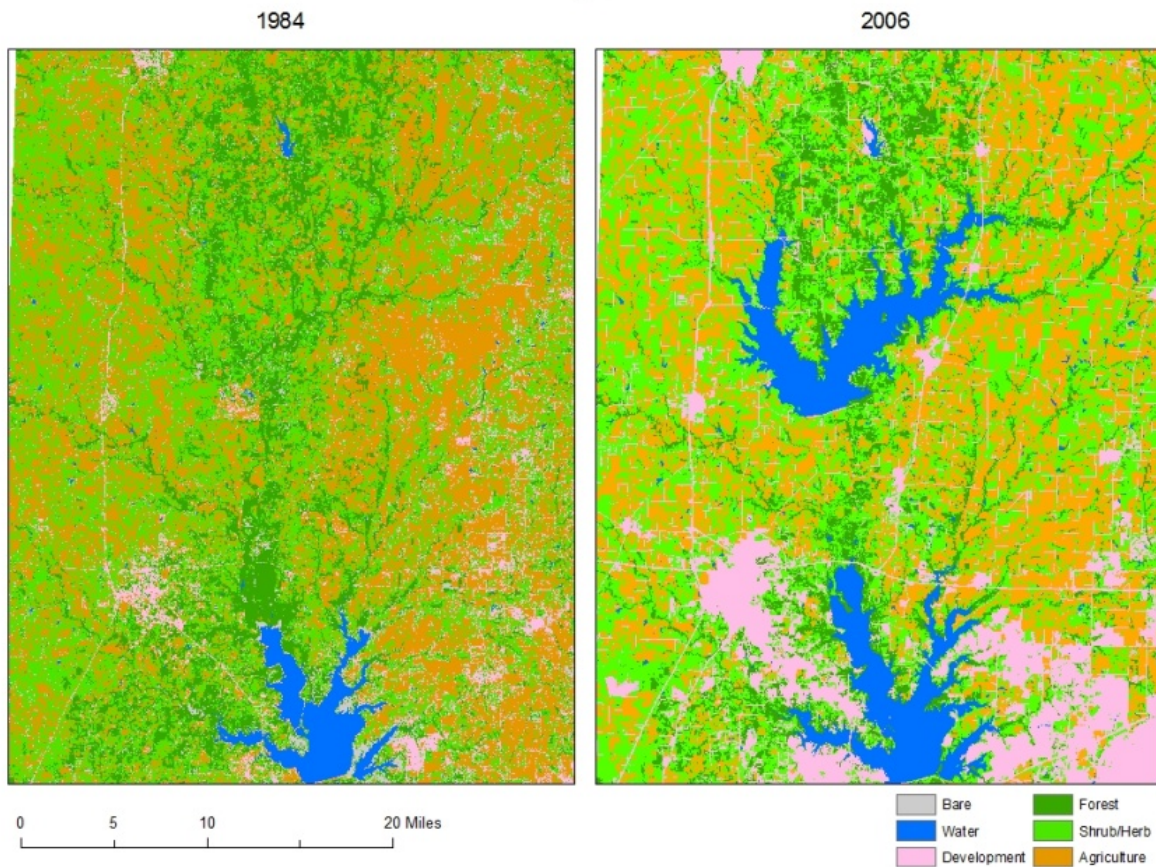 1984
2006
0 5 10 20 Miles
Bare
Water
Development
Forest
Shrub/Herb
Agriculture